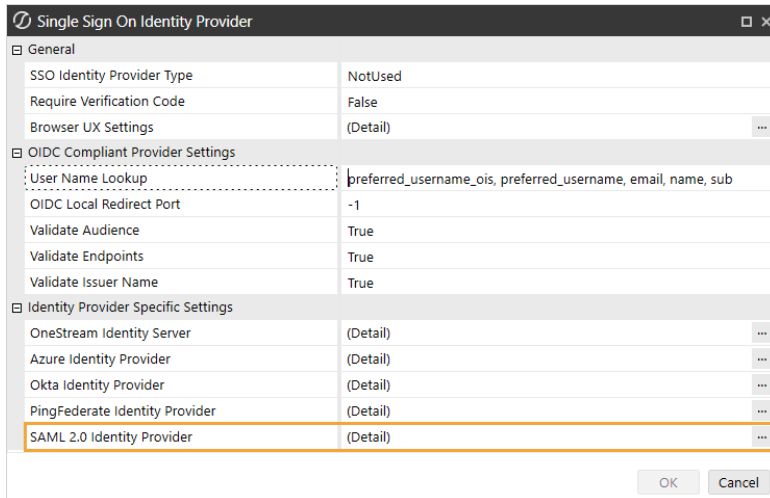 Single Sign On Identity Provider
General
SSO Identity Provider Type NotUsed
Require Verification Code False
Browser UX Settings (Detail) ...
OIDC Compliant Provider Settings
User Name Lookup preferred_username_ois, preferred_username, email, name, sub
OIDC Local Redirect Port -1
Validate Audience True
Validate Endpoints True
Validate Issuer Name True
Identity Provider Specific Settings
OneStream Identity Server (Detail) ...
Azure Identity Provider (Detail) ...
Okta Identity Provider (Detail) ...
PingFederate Identity Provider (Detail) ...
SAML 2.0 Identity Provider (Detail) ...
OK Cancel